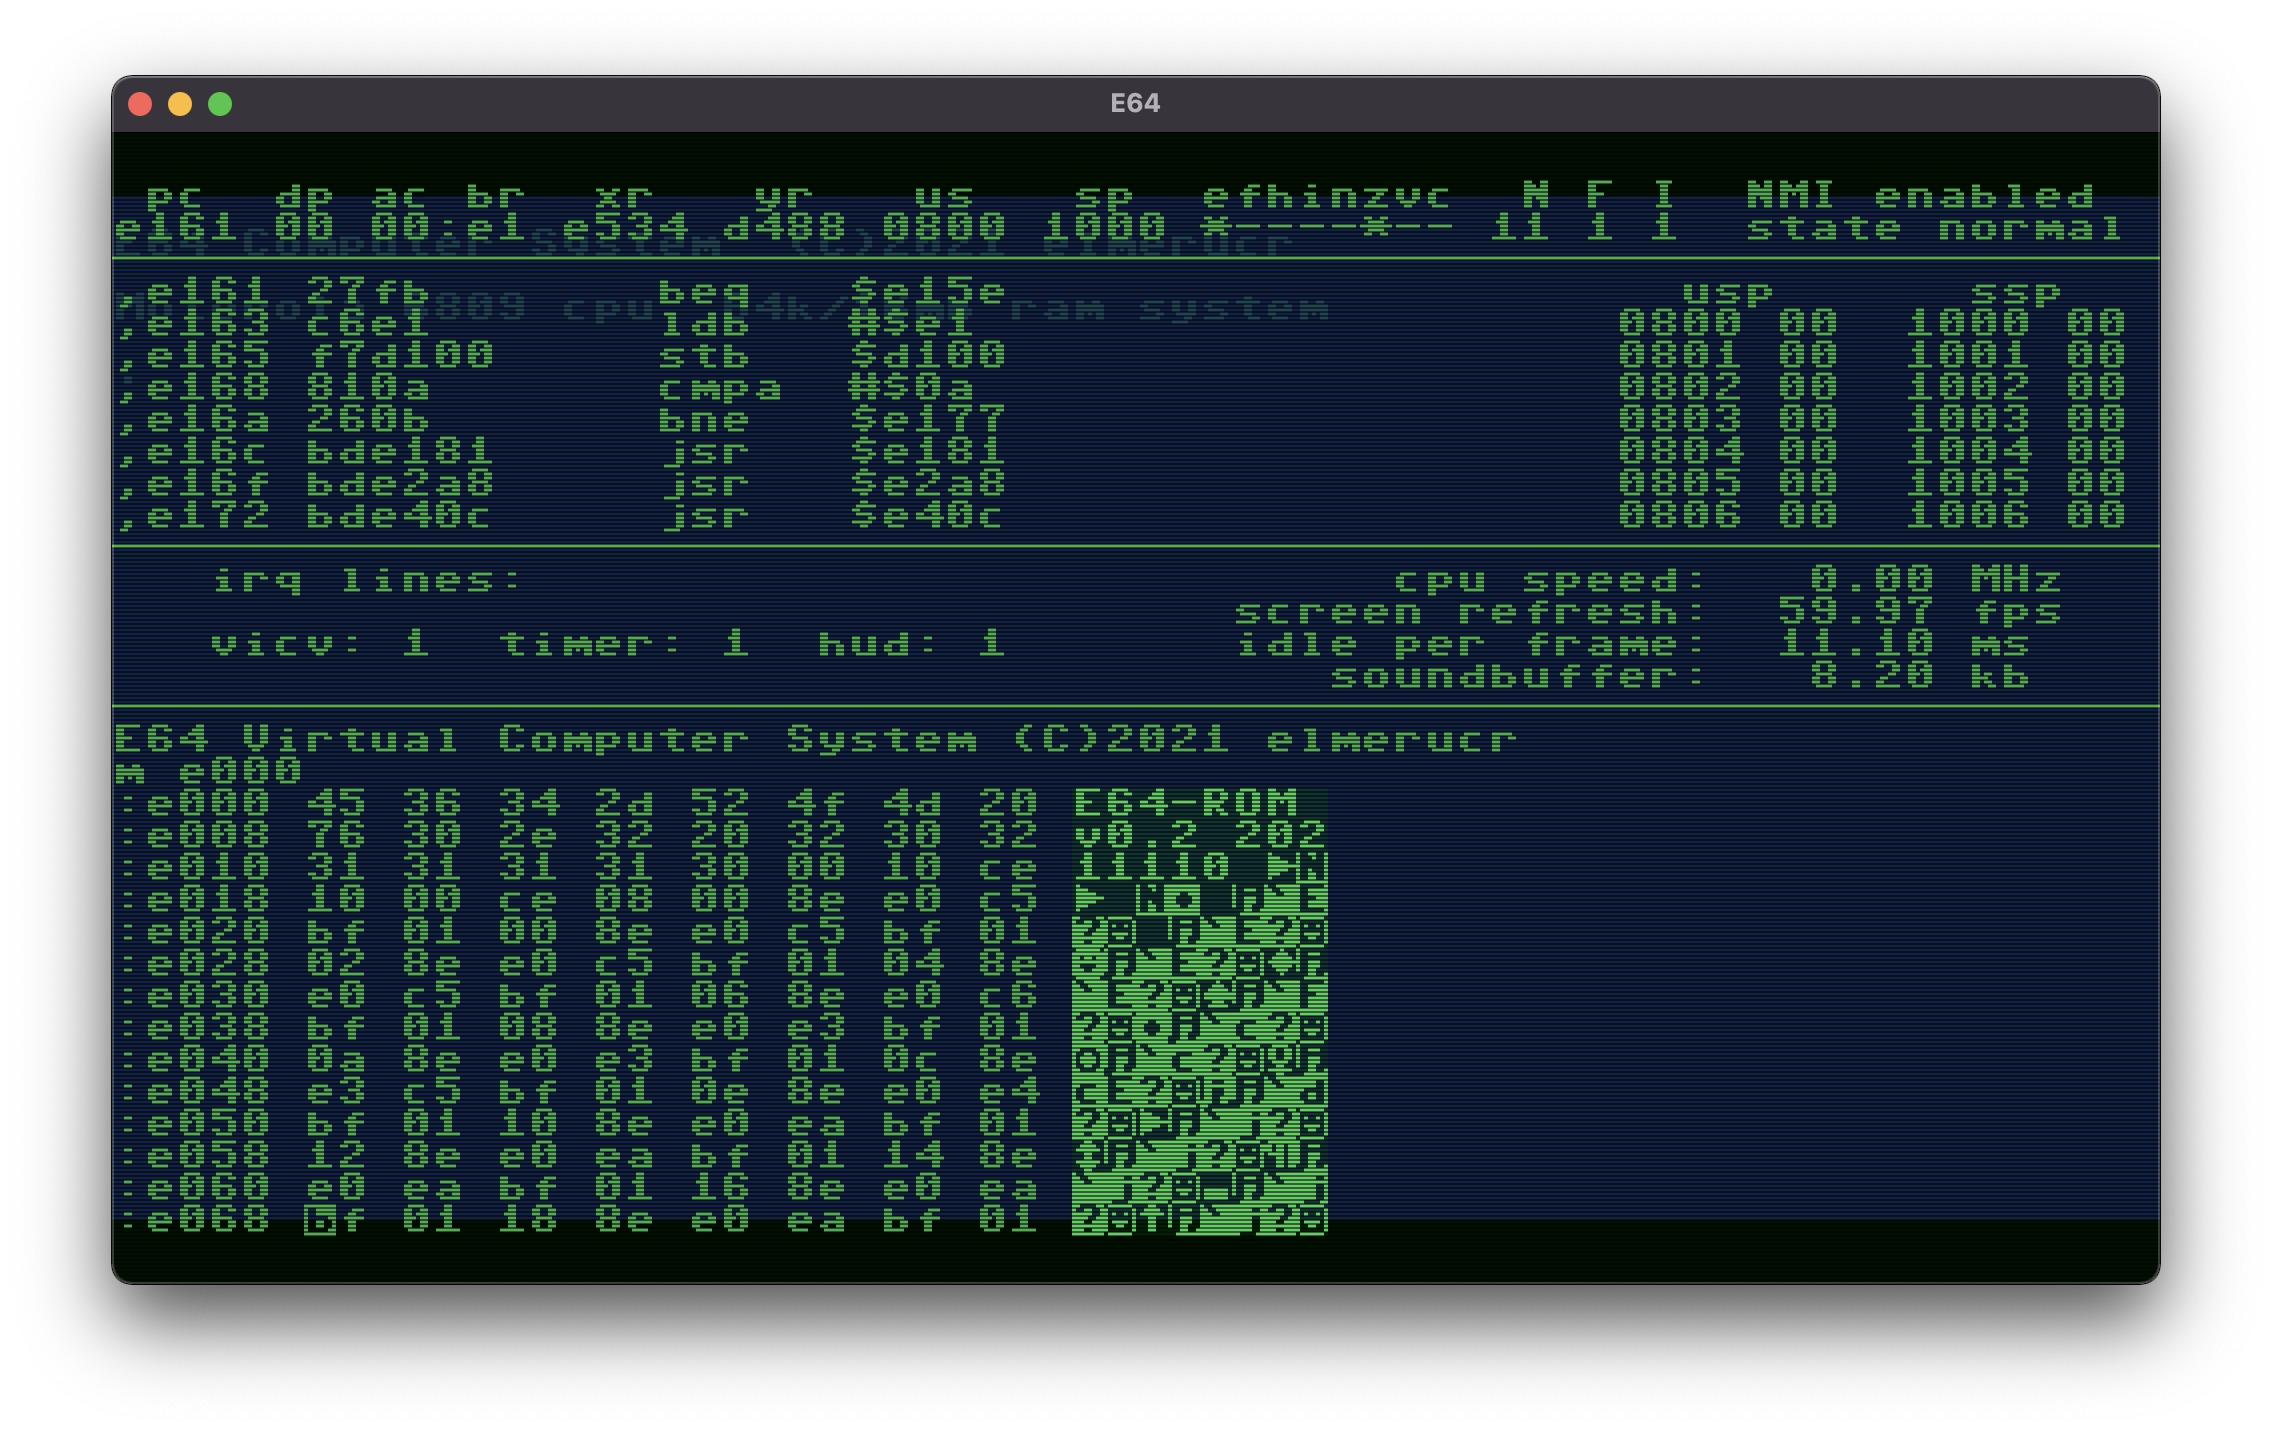 E64
pc dp ac br xr yr us sp efhinzvc N F I NMI enabled
e161 00 00:e1 e534 d400 0800 1000 *----*-- 11 1 1 state normal
E64 Computer System (C)2021 elmerucr
cpu ram system
usp ssp
,e161 27fb beq $e15e
,e163 c6e1 ldb #$e1 0800 00 1000 00
,e165 f7d100 stb $d100 0801 00 1001 00
,e168 810a cmpa #$0a 0802 00 1002 00
,e16a 260b bne $e177 0803 00 1003 00
,e16c bde181 jsr $e181 0804 00 1004 00
,e16f bde2a8 jsr $e2a8 0805 00 1005 00
,e172 bde40c jsr $e40c 0806 00 1006 00
irq lines: cpu speed: 0.00 MHz
screen refresh: 59.97 fps
vicv: 1 timer: 1 hud: 1 idle per frame: 11.10 ms
soundbuffer: 8.20 kb
E64 Virtual Computer System (C)2021 elmerucr
m e000
:e000 45 36 34 2d 52 4f 4d 20 E64-ROM
:e008 76 30 2e 32 20 32 30 32 v0.2 202
:e010 31 31 31 31 30 00 10 ce 11110
:e018 10 00 ce 08 00 8e e0 c5
:e020 bf 01 00 8e e0 c5 bf 01
:e028 02 8e e0 c5 bf 01 04 8e
:e030 e0 c5 bf 01 06 8e e0 c6
:e038 bf 01 08 8e e0 e3 bf 01
:e040 0a 8e e0 e3 bf 01 0c 8e
:e048 e3 c5 bf 01 0e 8e e0 e4
:e050 bf 01 10 8e e0 ea bf 01
:e058 12 8e e0 ea bf 01 14 8e
:e060 e0 ea bf 01 16 8e e0 ea
:e068 bf 01 18 8e e0 ea bf 01